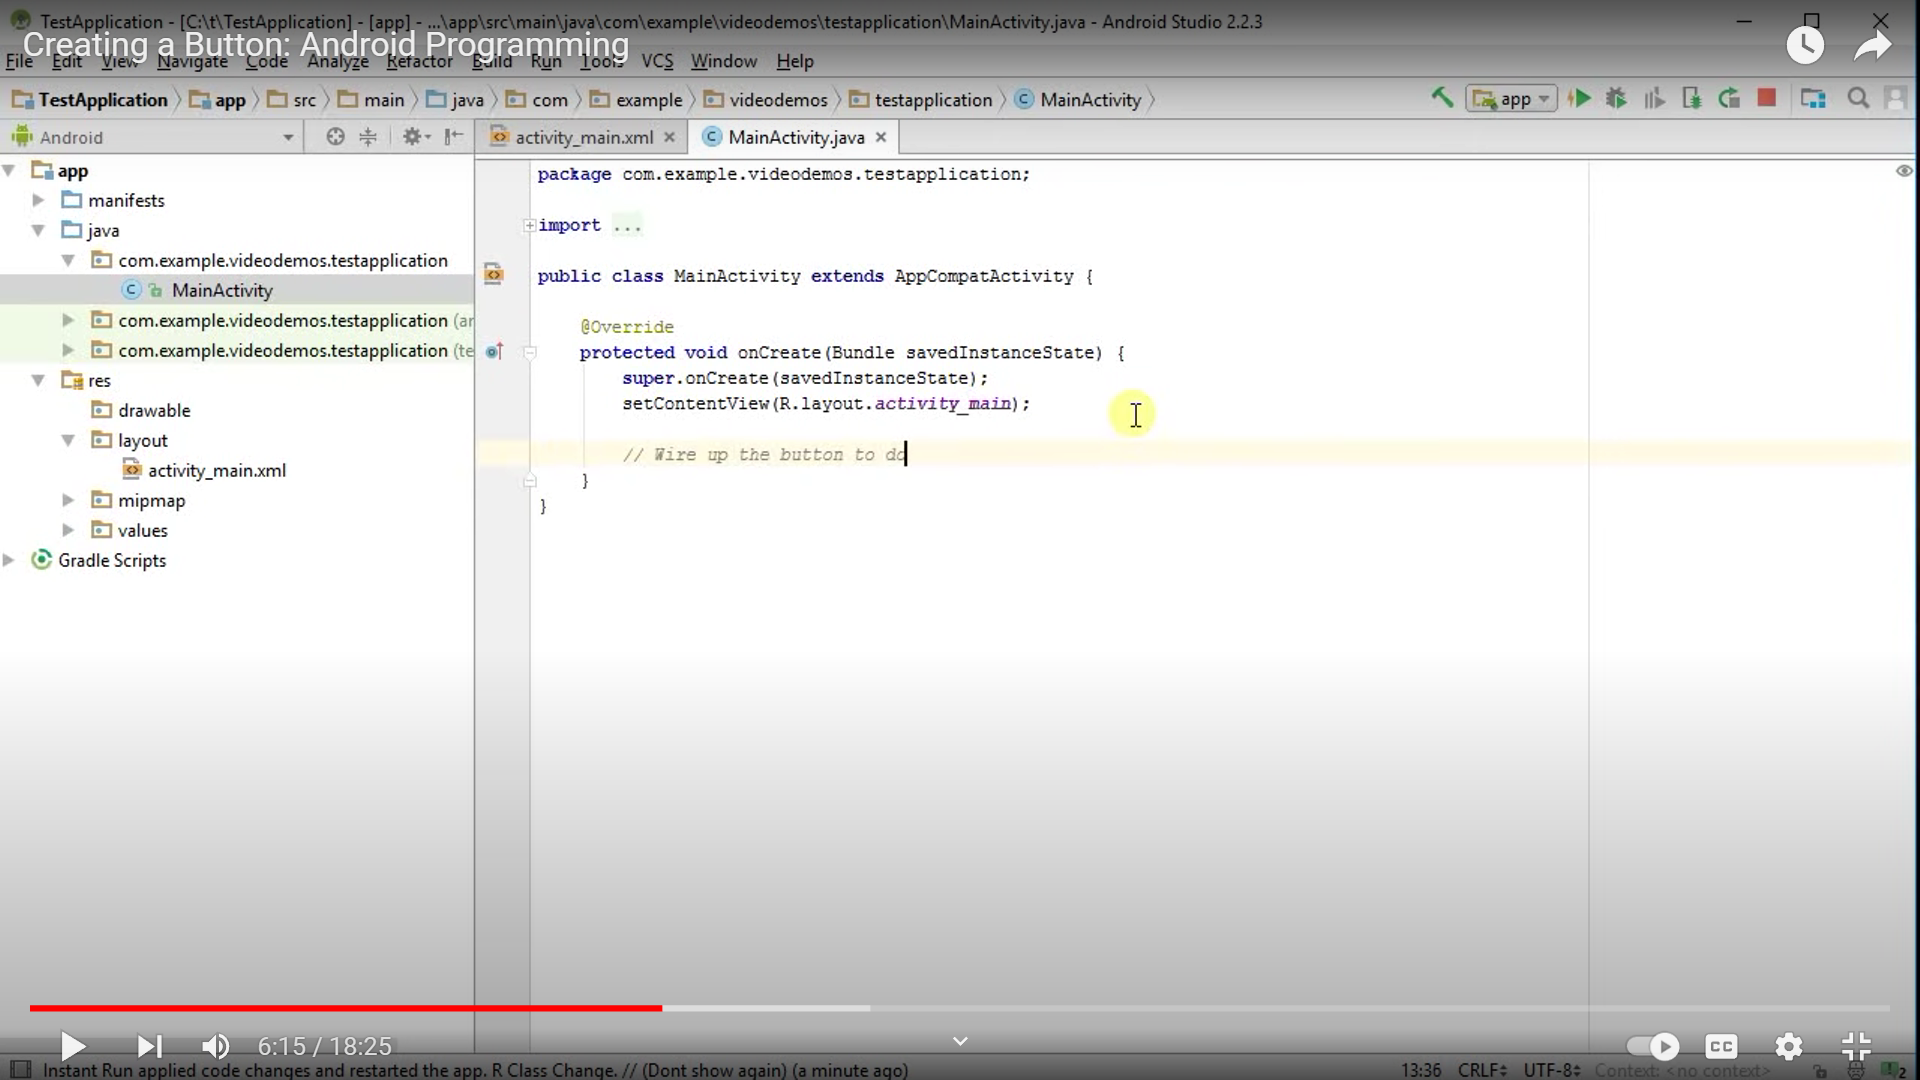 TestApplication - [C:\t\TestApplication] - [app] - ...\app\src\main\java\com\example\videodemos\testapplication\MainActivity.java - Android Studio 2.2.3
Creating a Button: Android Programming
File Edit View Navigate Code Analyze Refactor Build Run Tools VCS Window Help
TestApplication app src main java com example videodemos testapplication MainActivity app
Android
activity_main.xml MainActivity.java
app
manifests
java
com.example.videodemos.testapplication
MainActivity
com.example.videodemos.testapplication (an
com.example.videodemos.testapplication (te
res
drawable
layout
activity_main.xml
mipmap
values
Gradle Scripts
package com.example.videodemos.testapplication;
import ...
public class MainActivity extends AppCompatActivity {
@Override
protected void onCreate(Bundle savedInstanceState) {
super.onCreate(savedInstanceState);
setContentView(R.layout.activity_main);
// Wire up the button to do
}
}
6:15 / 18:25
CC
Instant Run applied code changes and restarted the app. R Class Change. // (Dont show again) (a minute ago)
13:36 CRLF UTF-8 Context: <no context> 2